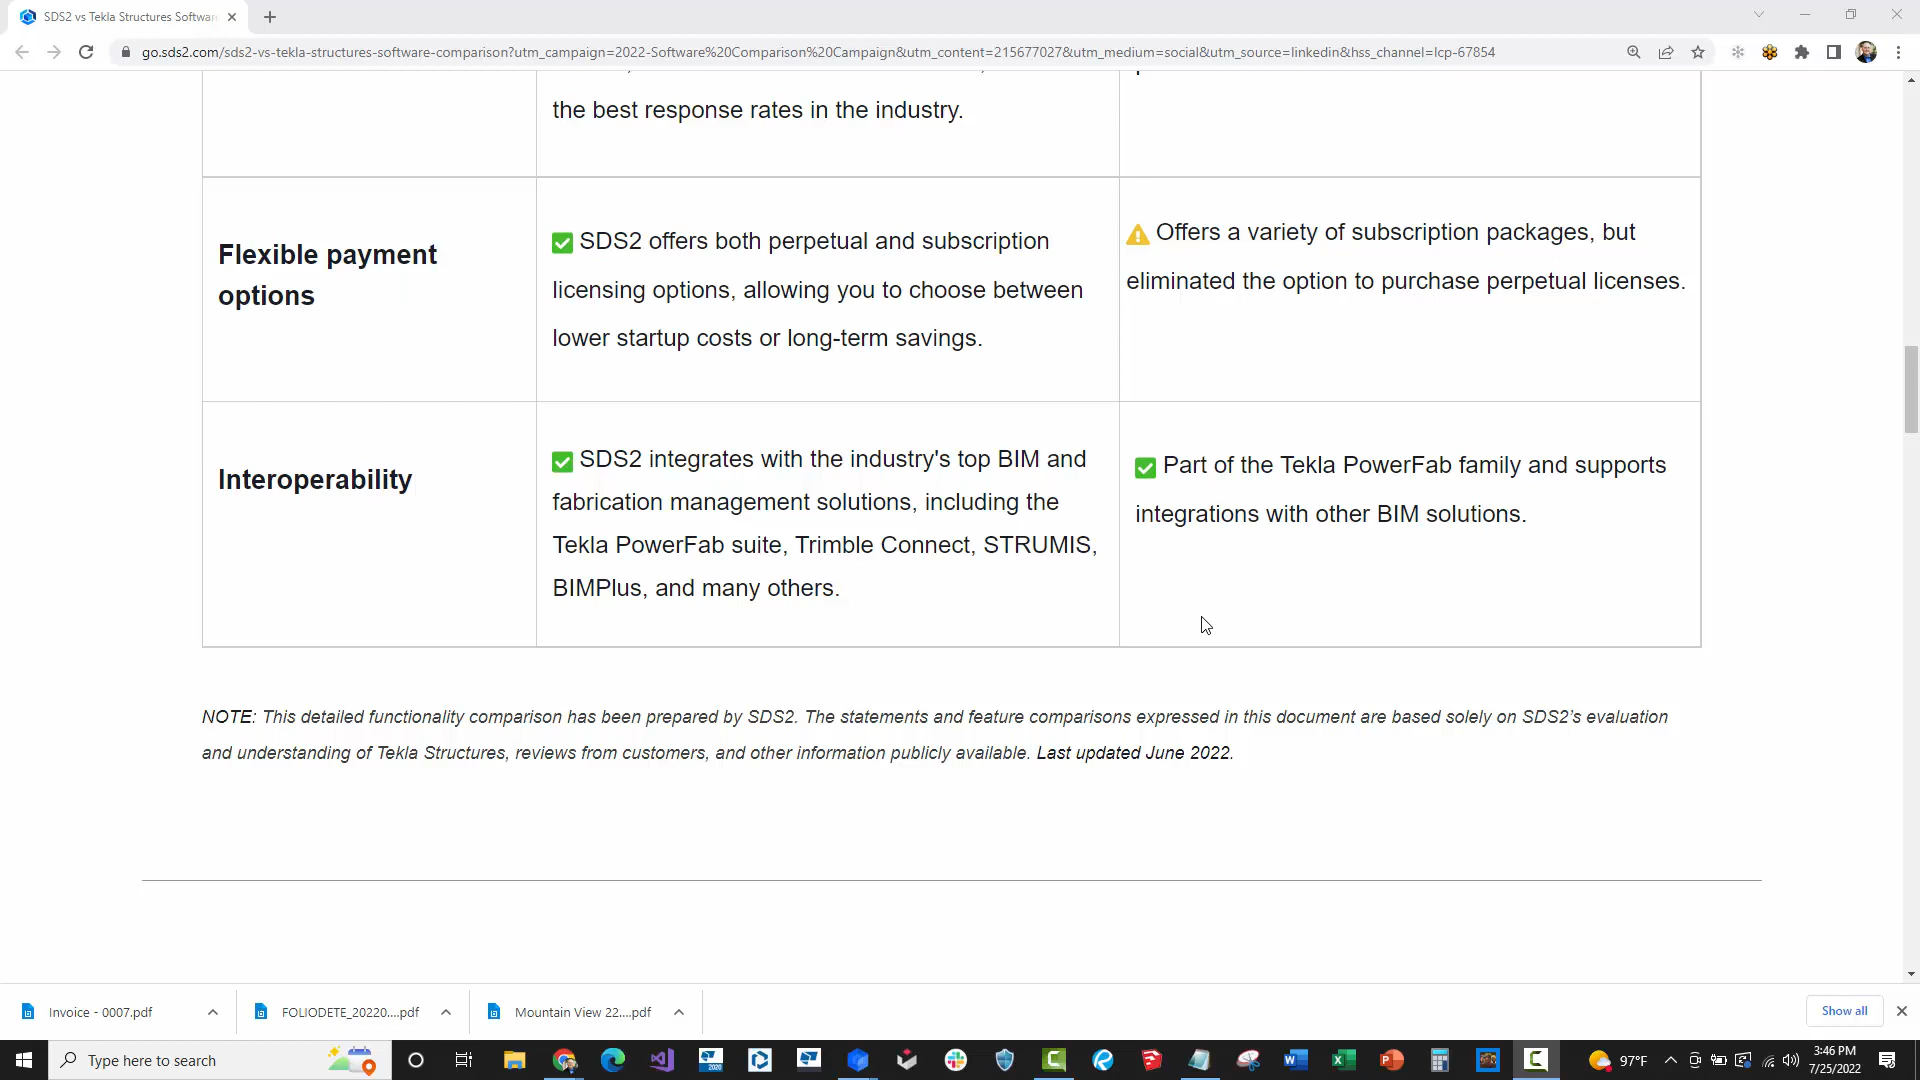 SDS2 vs Tekla Structures Softwar
go.sds2.com/sds2-vs-tekla-structures-software-comparison?utm_campaign=2022-Software%20Comparison%20Campaign&utm_content=215677027&utm_medium=social&utm_source=linkedin&hss_channel=lcp-67854
the best response rates in the industry.
Flexible payment
options
SDS2 offers both perpetual and subscription
licensing options, allowing you to choose between
lower startup costs or long-term savings.
Offers a variety of subscription packages, but
eliminated the option to purchase perpetual licenses.
Interoperability
SDS2 integrates with the industry's top BIM and
fabrication management solutions, including the
Tekla PowerFab suite, Trimble Connect, STRUMIS,
BIMPlus, and many others.
Part of the Tekla PowerFab family and supports
integrations with other BIM solutions.
NOTE: This detailed functionality comparison has been prepared by SDS2. The statements and feature comparisons expressed in this document are based solely on SDS2’s evaluation
and understanding of Tekla Structures, reviews from customers, and other information publicly available. Last updated June 2022.
Invoice - 0007.pdf
FOLIODETE_20220....pdf
Mountain View 22....pdf
Show all
Type here to search
2020
97°F
3:46 PM
7/25/2022